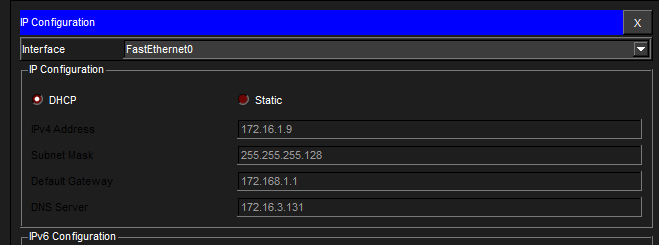 IP Configuration X
Interface FastEthernet0
IP Configuration
DHCP Static
IPv4 Address 172.16.1.9
Subnet Mask 255.255.255.128
Default Gateway 172.168.1.1
DNS Server 172.16.3.131
IPv6 Configuration